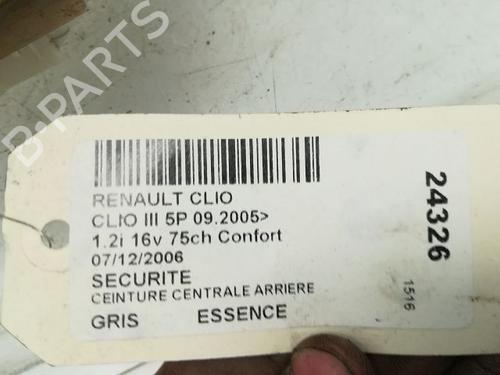 RENAULT CLIO
CLIO III 5P 09.2005>
1.2i 16v 75ch Confort
07/12/2006
SECURITE
CEINTURE CENTRALE ARRIERE
GRIS ESSENCE
24326
1516
B-PARTS